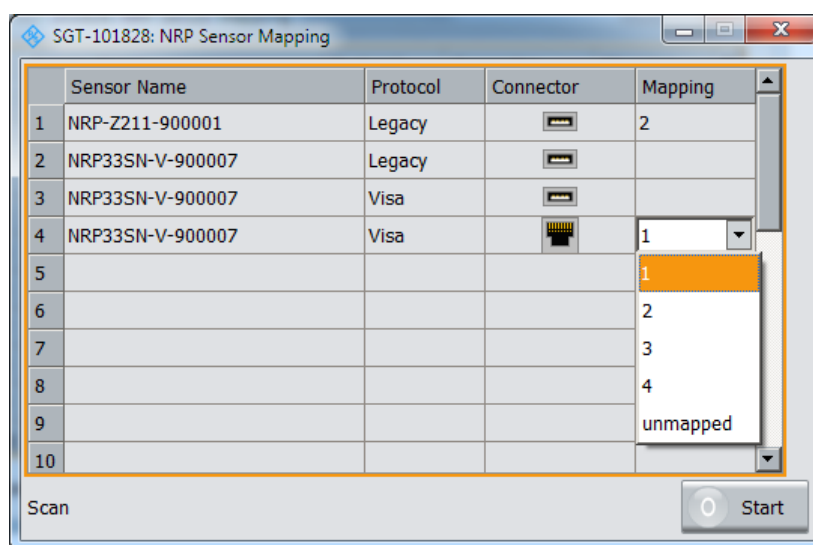 SGT-101828: NRP Sensor Mapping
Sensor Name Protocol Connector Mapping
1 NRP-Z211-900001 Legacy 2
2 NRP33SN-V-900007 Legacy
3 NRP33SN-V-900007 Visa
4 NRP33SN-V-900007 Visa 1
5 1
6 2
7 3
8 4
9 unmapped
10
Scan 0 Start